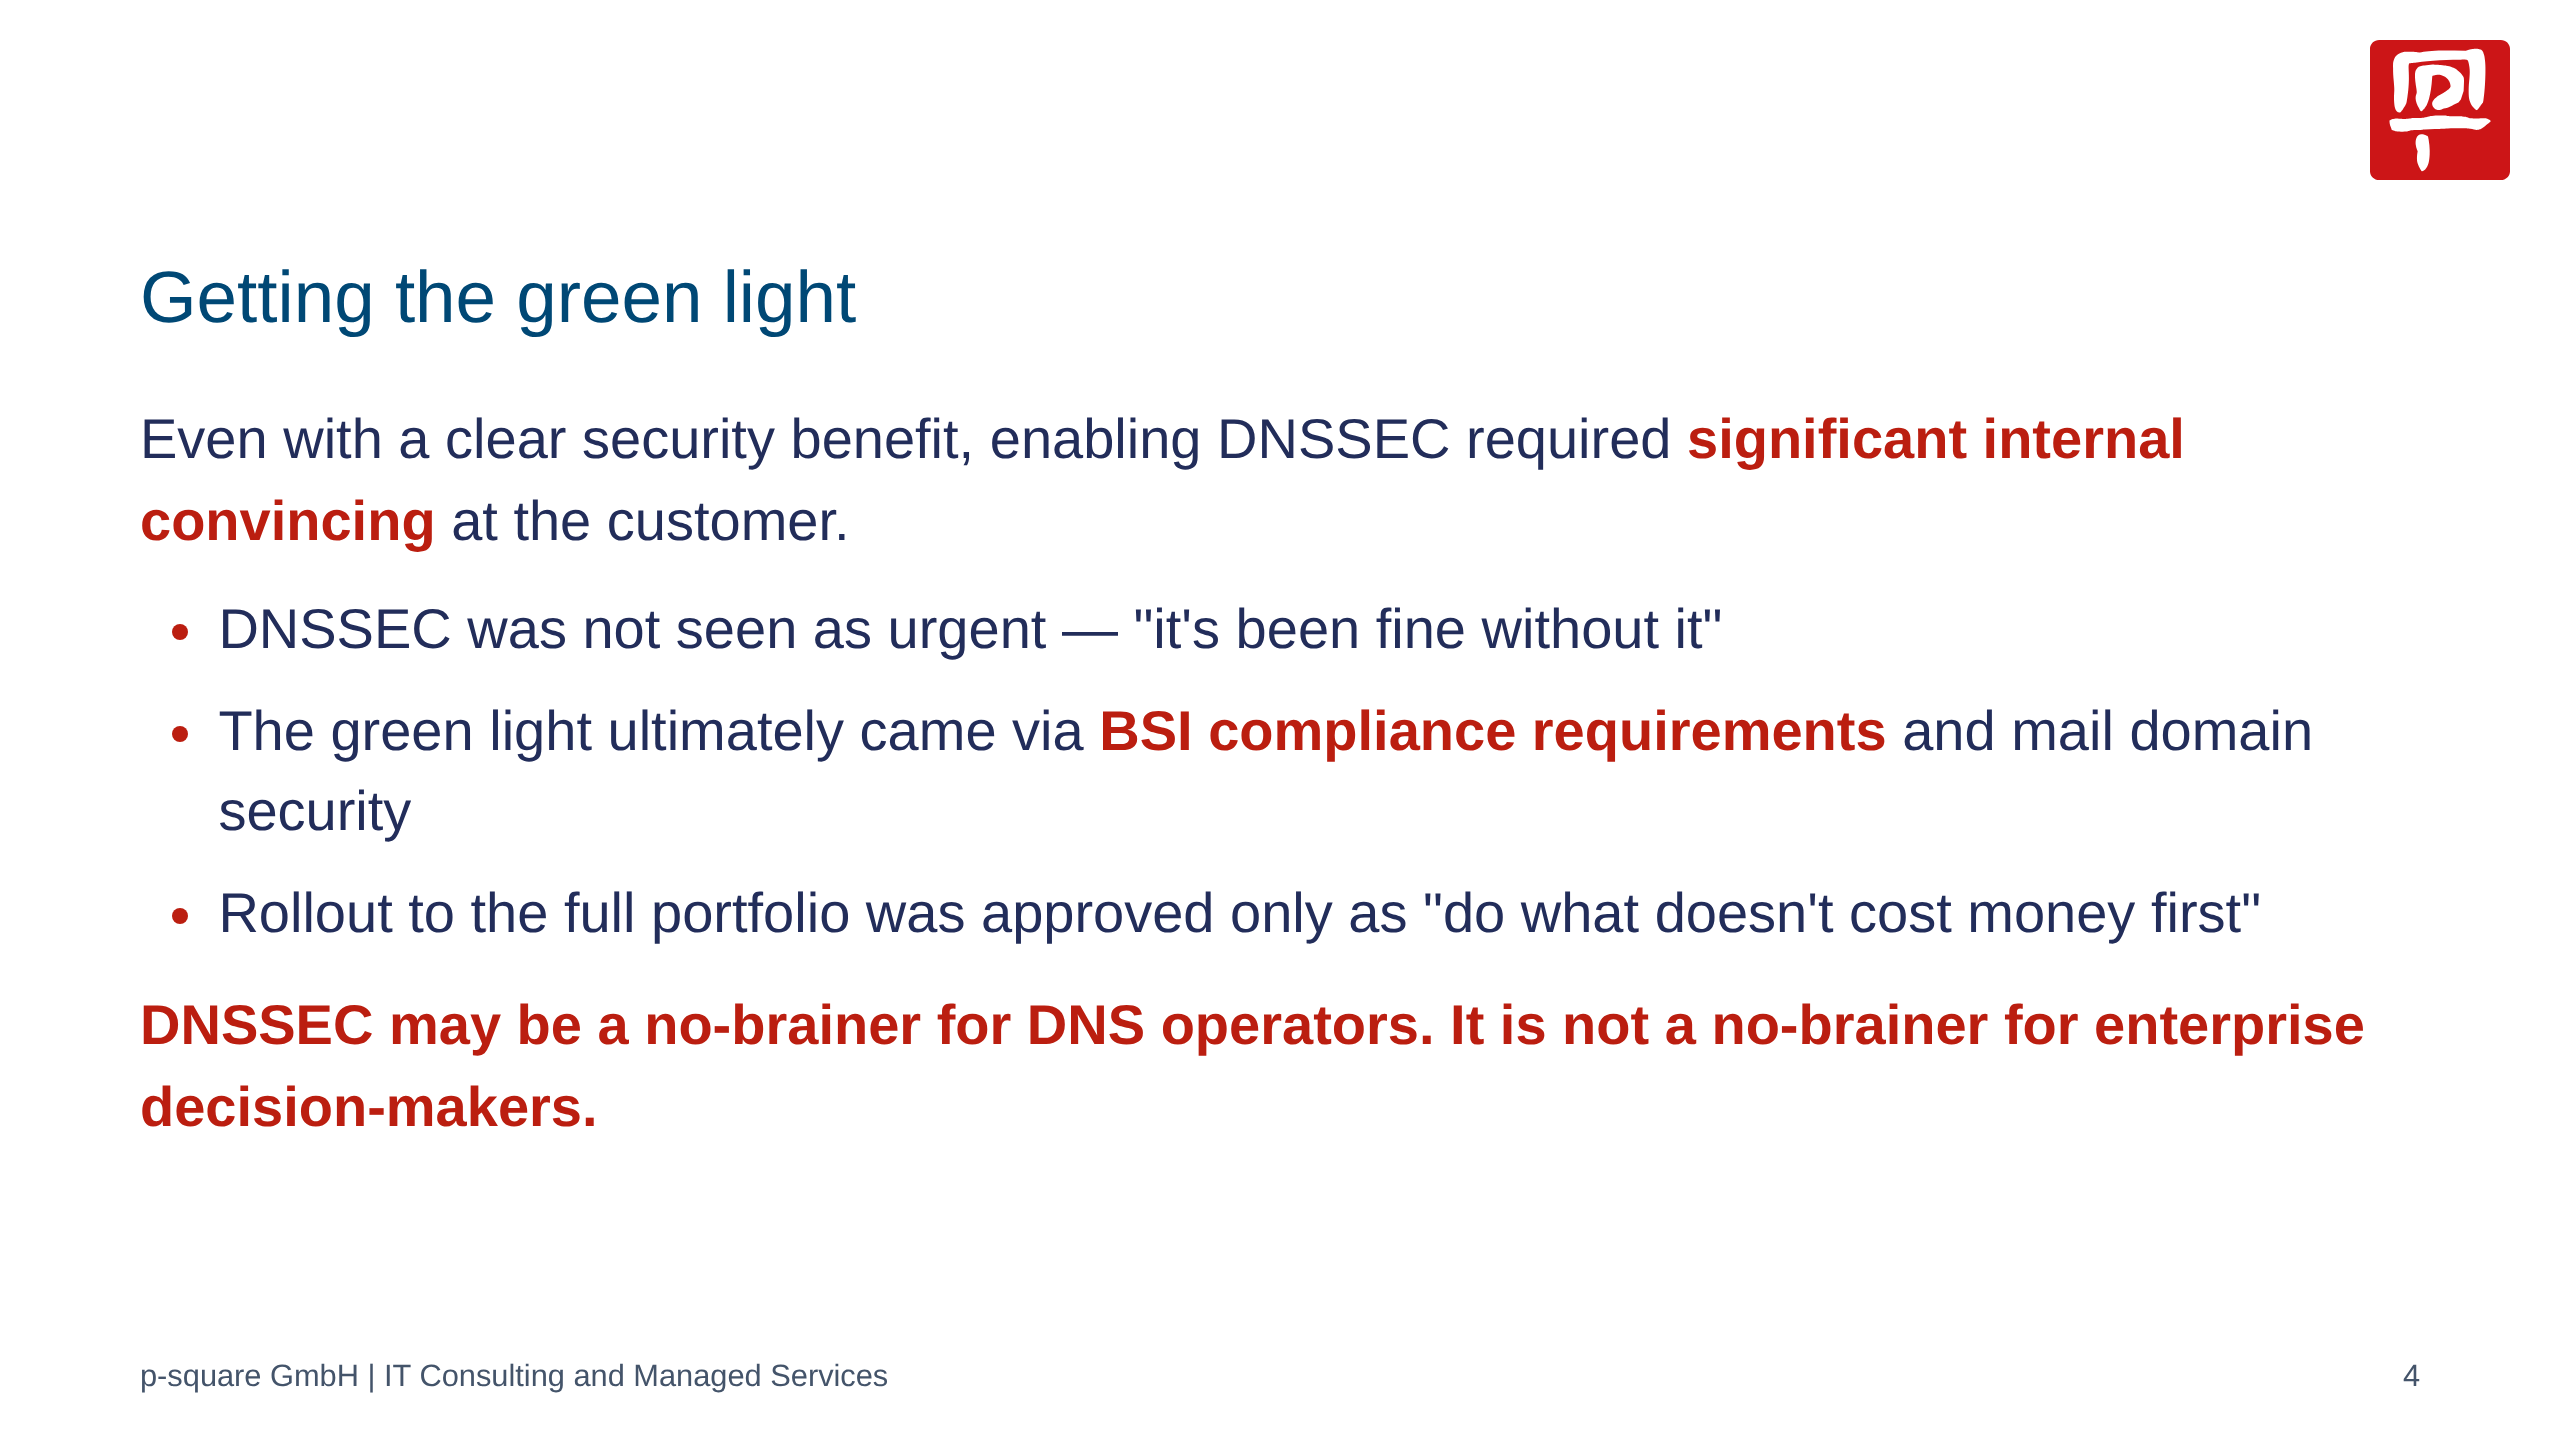 Getting the green light
Even with a clear security benefit, enabling DNSSEC required significant internal
convincing at the customer.
• DNSSEC was not seen as urgent — "it's been fine without it"
• The green light ultimately came via BSI compliance requirements and mail domain
security
• Rollout to the full portfolio was approved only as "do what doesn't cost money first"
DNSSEC may be a no-brainer for DNS operators. It is not a no-brainer for enterprise
decision-makers.
p-square GmbH | IT Consulting and Managed Services
4